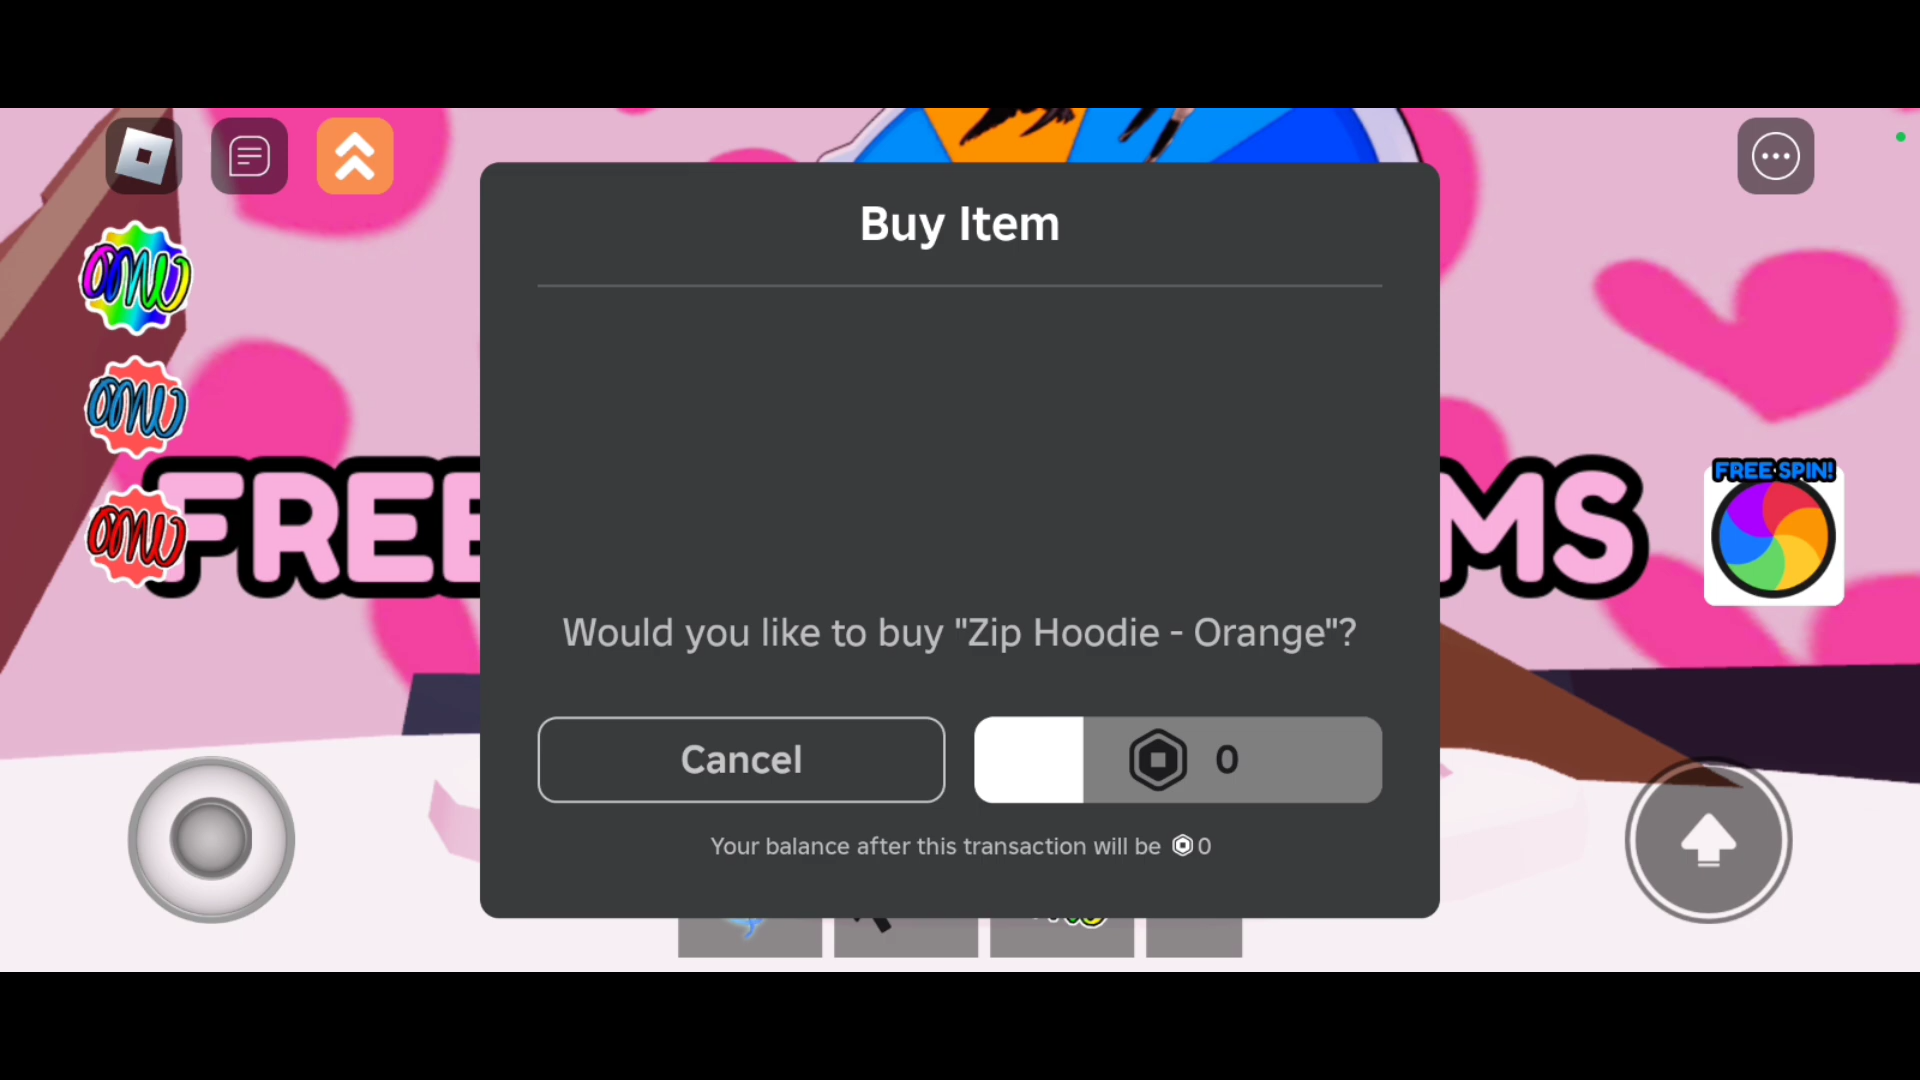 Buy Item
FREE
MS
FREE SPIN!
Would you like to buy "Zip Hoodie - Orange"?
Cancel
0
Your balance after this transaction will be 0